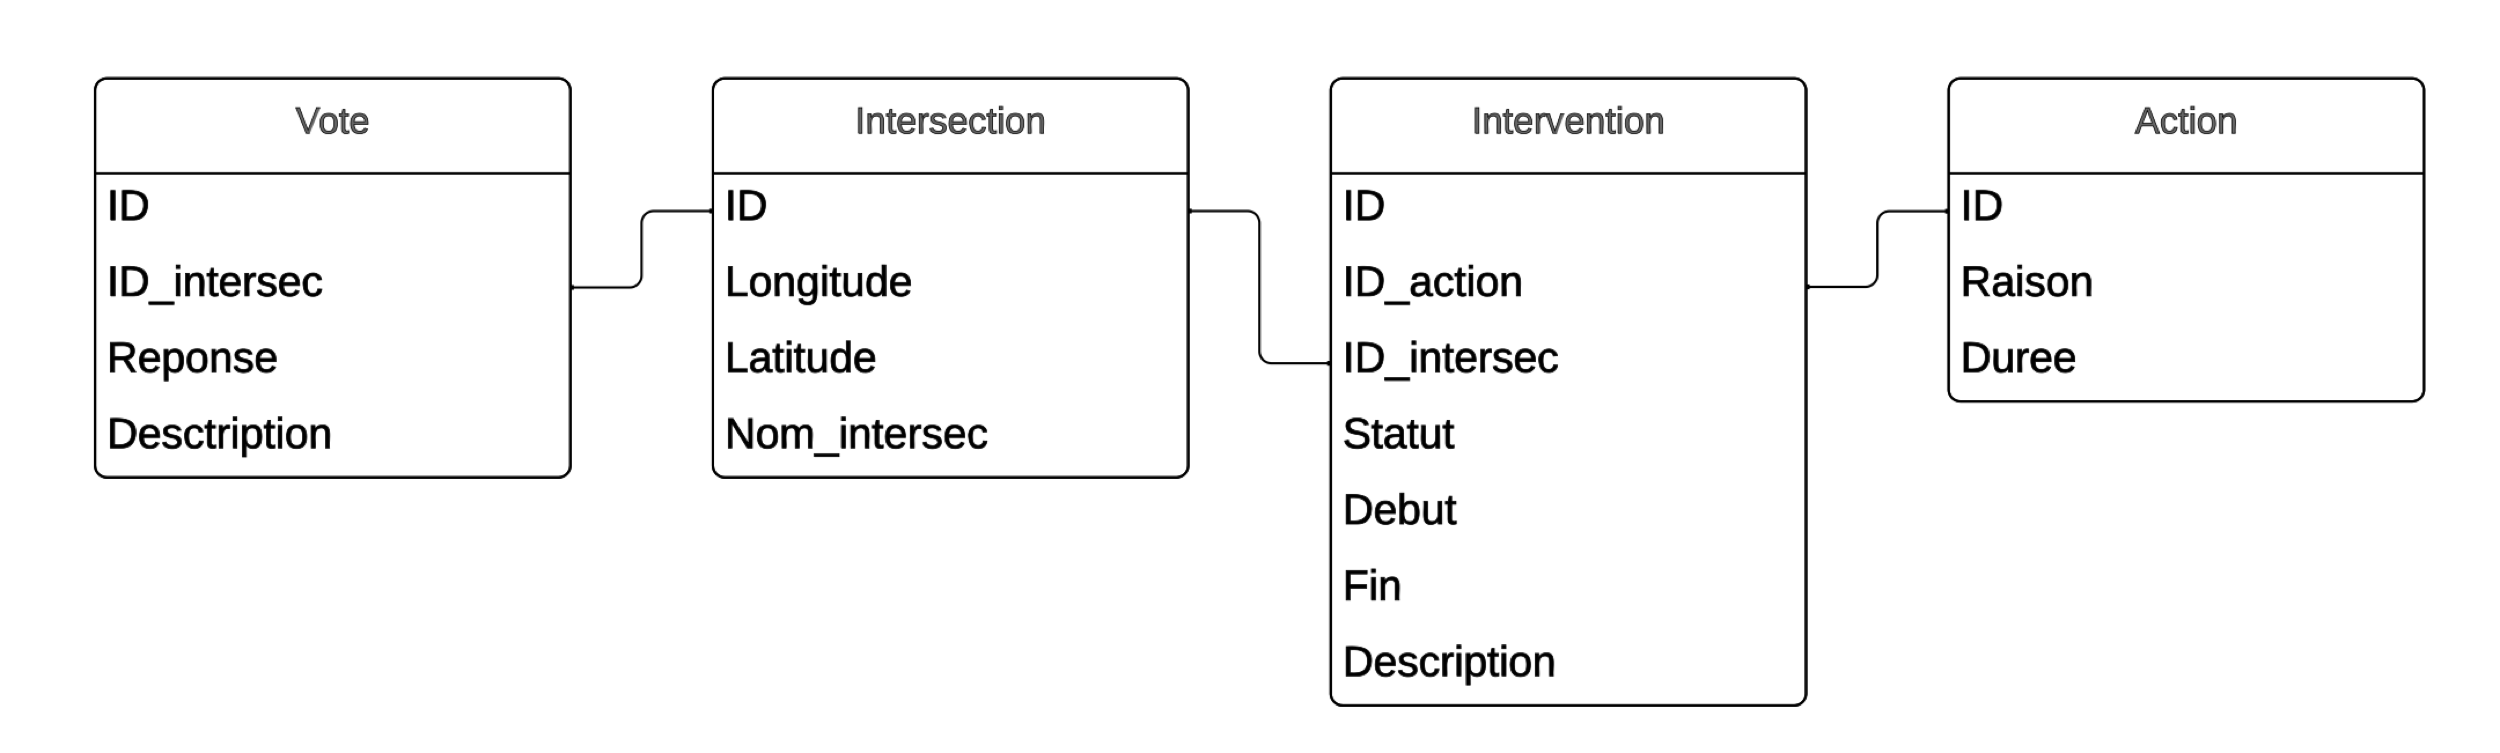 Vote
ID
ID_intersec
Reponse
Desctription
Intersection
ID
Longitude
Latitude
Nom_intersec
Intervention
ID
ID_action
ID_intersec
Statut
Debut
Fin
Description
Action
ID
Raison
Duree